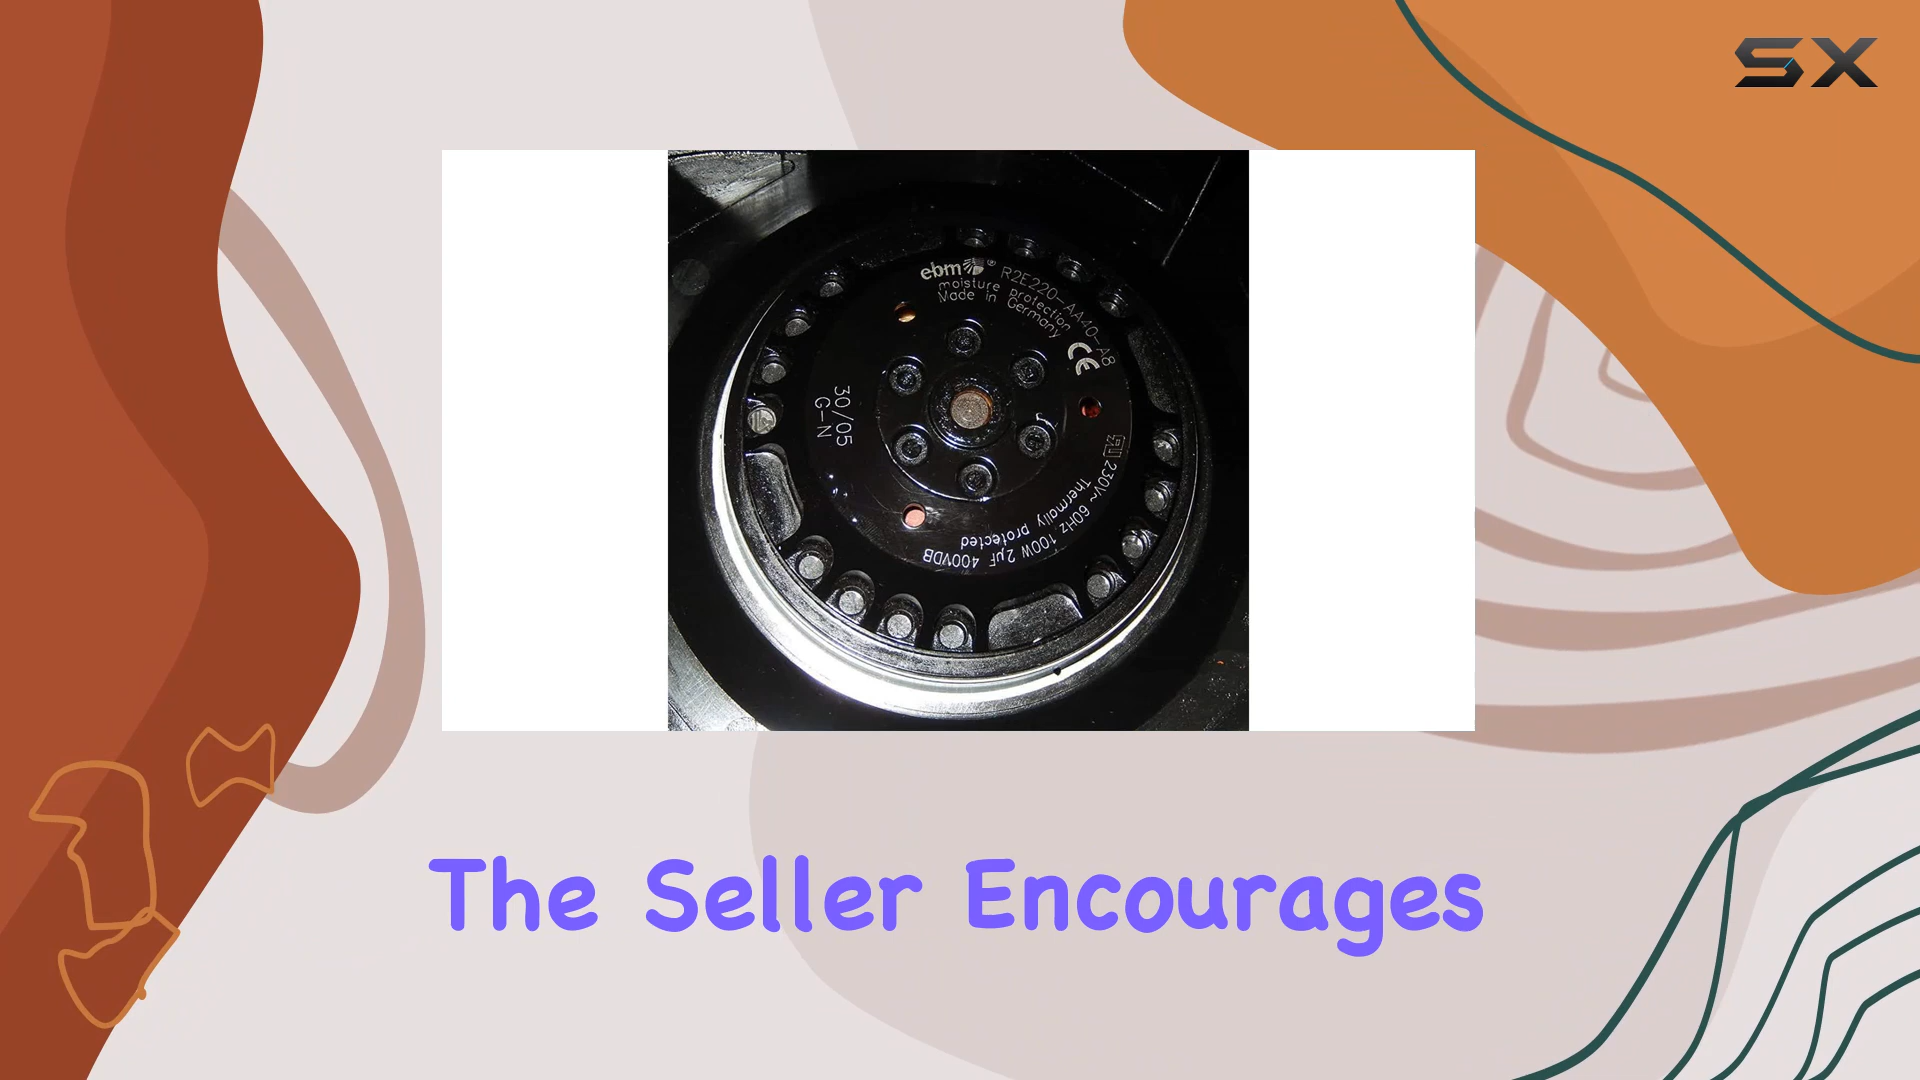 SX
ebm® R2E220-AA40-A8
moisture protection
Made in Germany
CE
30/05
G-N
230V~ 60Hz 100W 2µF 400VDB
Thermally protected
The Seller Encourages